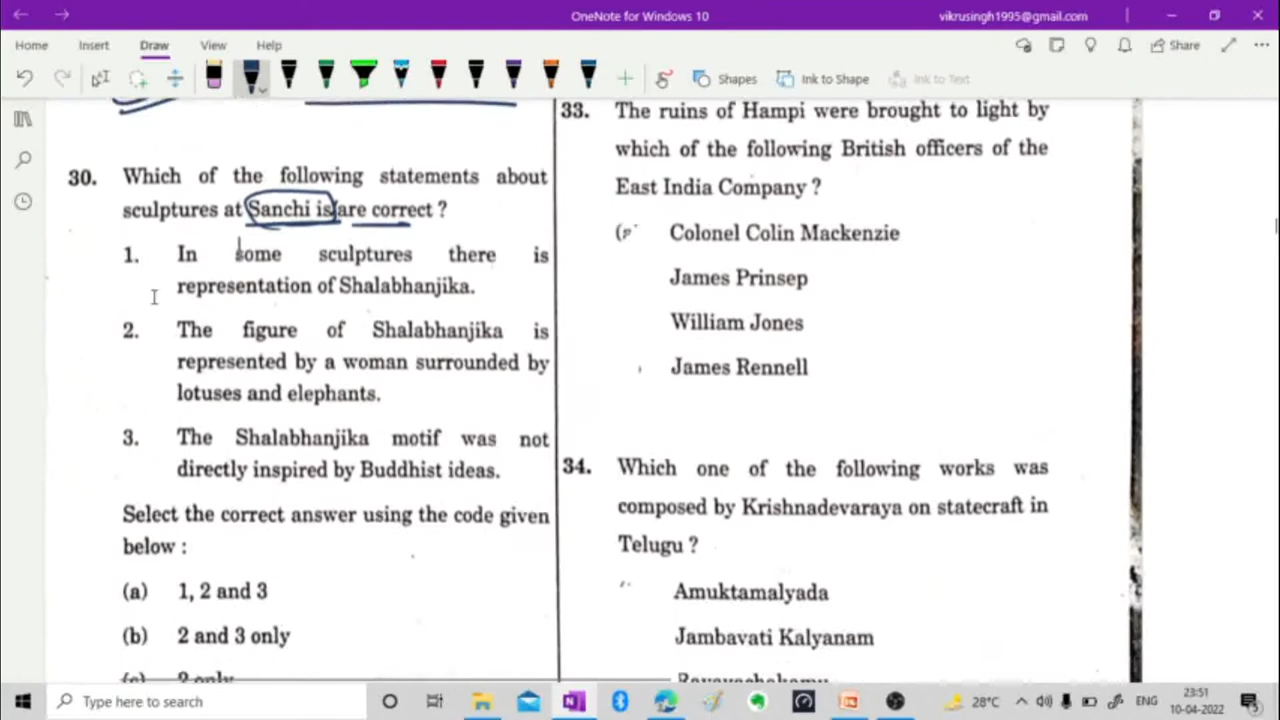 OneNote for Windows 10
vikrusingh1995@gmail.com
Home Insert Draw View Help
Share
Shapes
Ink to Shape
Ink to Text
30. Which of the following statements about
sculptures at Sanchi is/are correct ?
1. In some sculptures there is
representation of Shalabhanjika.
2. The figure of Shalabhanjika is
represented by a woman surrounded by
lotuses and elephants.
3. The Shalabhanjika motif was not
directly inspired by Buddhist ideas.
Select the correct answer using the code given
below :
(a) 1, 2 and 3
(b) 2 and 3 only
33. The ruins of Hampi were brought to light by
which of the following British officers of the
East India Company ?
Colonel Colin Mackenzie
James Prinsep
William Jones
James Rennell
34. Which one of the following works was
composed by Krishnadevaraya on statecraft in
Telugu ?
Amuktamalyada
Jambavati Kalyanam
Type here to search
28°C
ENG
23:51
10-04-2022